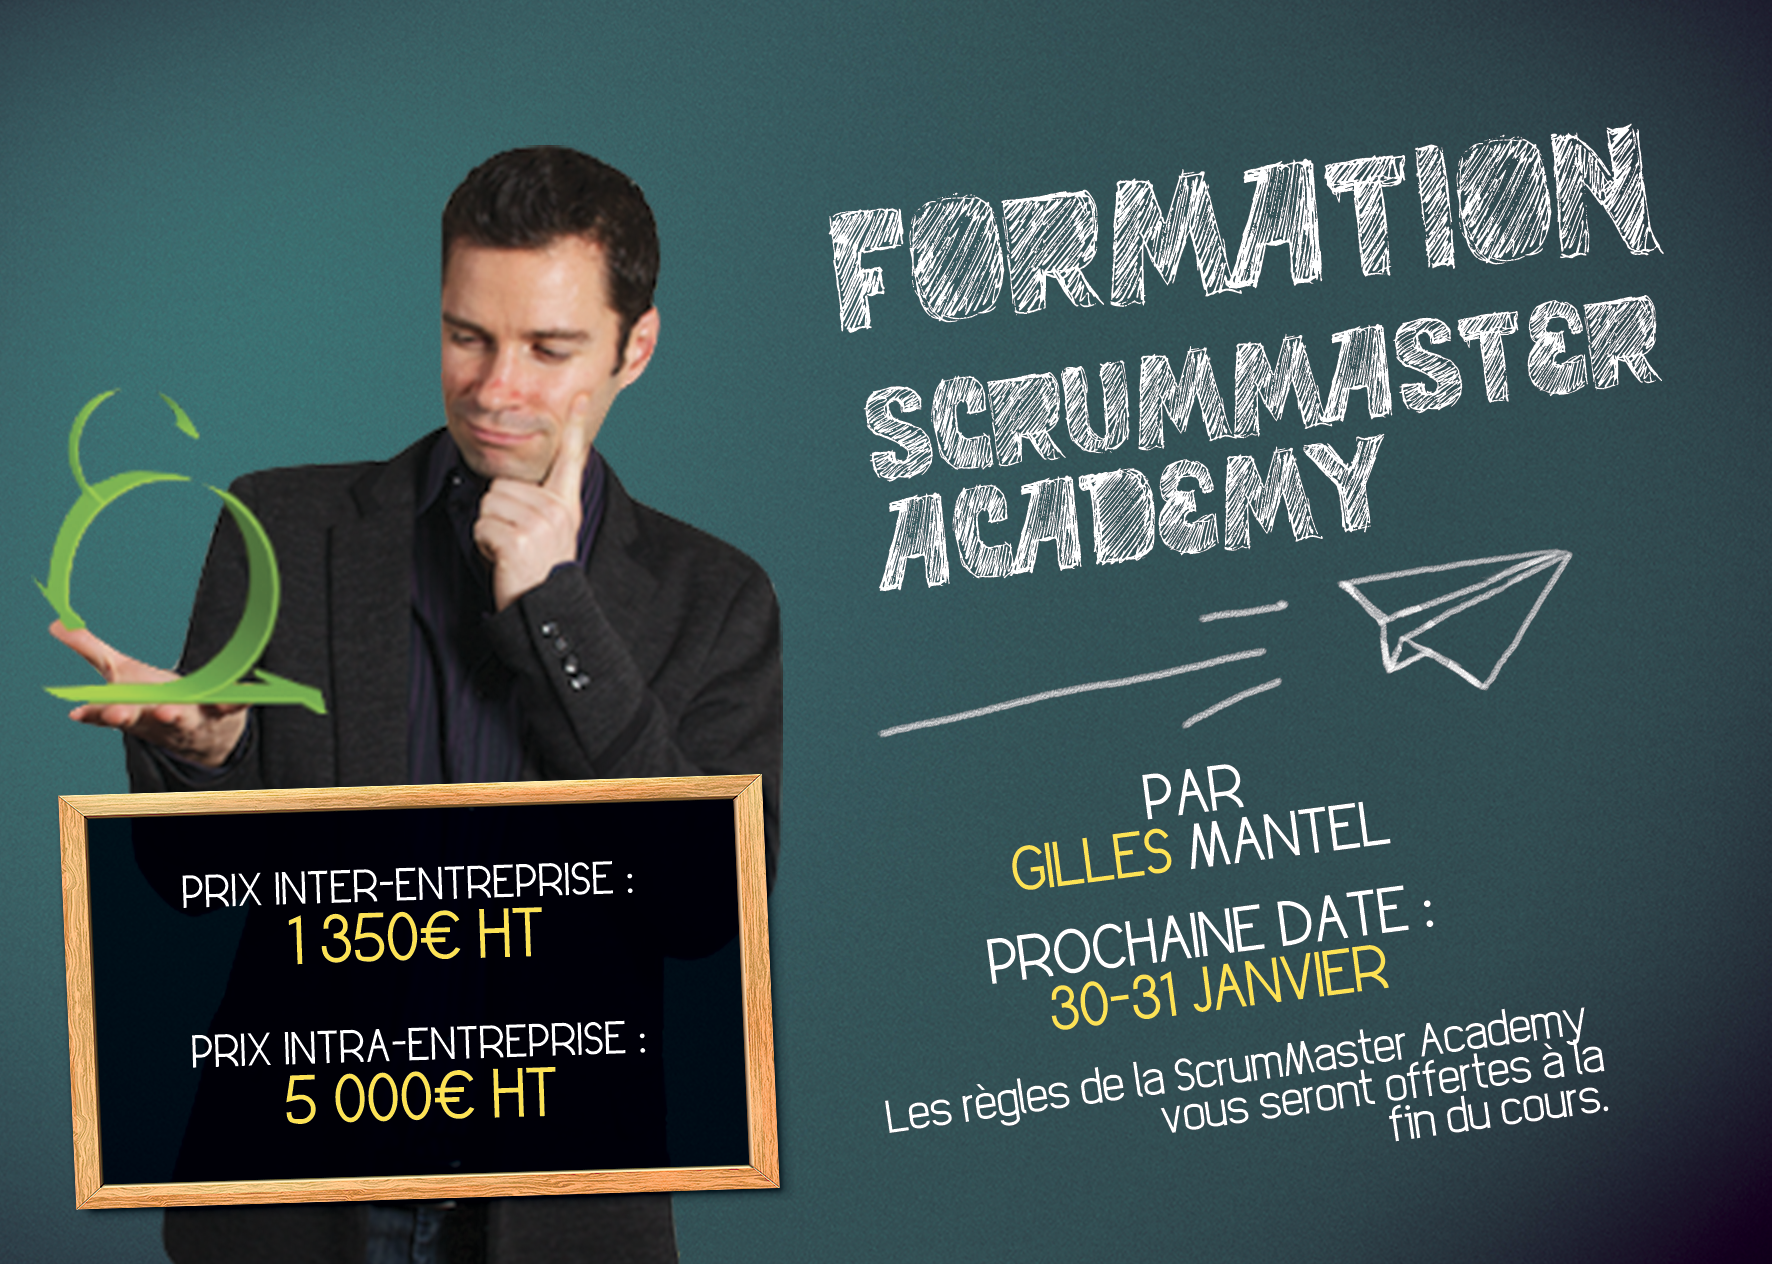 FORMATION
SCRUMMASTER
ACADEMY
PAR
GILLES MANTEL
PROCHAINE DATE :
30-31 JANVIER
Les règles de la ScrumMaster Academy
vous seront offertes à la
fin du cours.
PRIX INTER-ENTREPRISE :
1 350€ HT
PRIX INTRA-ENTREPRISE :
5 000€ HT